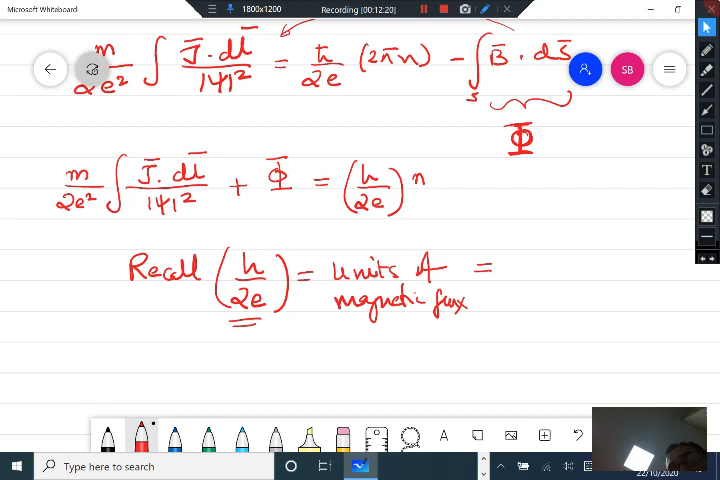 Microsoft Whiteboard
1800x1200
Recording [00:12:20]
m/2e² ∫ J̄·dl̄/|ψ|² = ħ/2e (2πn) − ∫_S B̄·ds̄
SB
Φ
m/2e² ∫ J̄·dl̄/|ψ|² + Φ = (h/2e) n
Recall (h/2e) = units of =
magnetic flux
Type here to search
22/10/2020